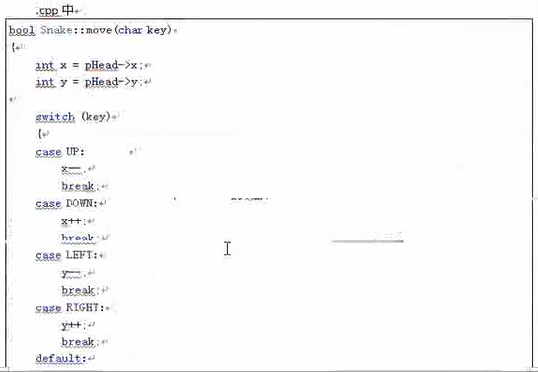 .cpp 中
bool Snake::move(char key)
{
int x = pHead->x;
int y = pHead->y;
switch (key)
{
case UP:
x--;
break;
case DOWN:
x++;
break;
case LEFT:
y--;
break;
case RIGHT:
y++;
break;
default: